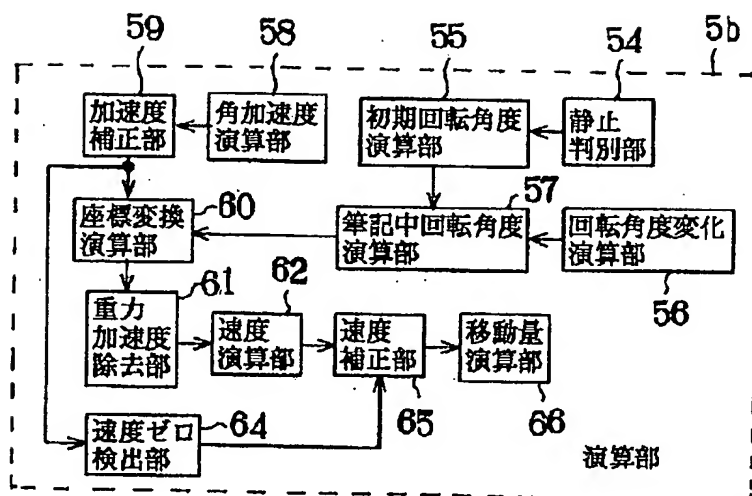 59
58
55
54
5b
加速度
補正部
角加速度
演算部
初期回転角度
演算部
静止
判別部
座標変換
演算部
60
筆記中回転角度
演算部
57
回転角度変化
演算部
56
重力
加速度
除去部
61
速度
演算部
62
速度
補正部
65
移動量
演算部
66
速度ゼロ
検出部
64
演算部